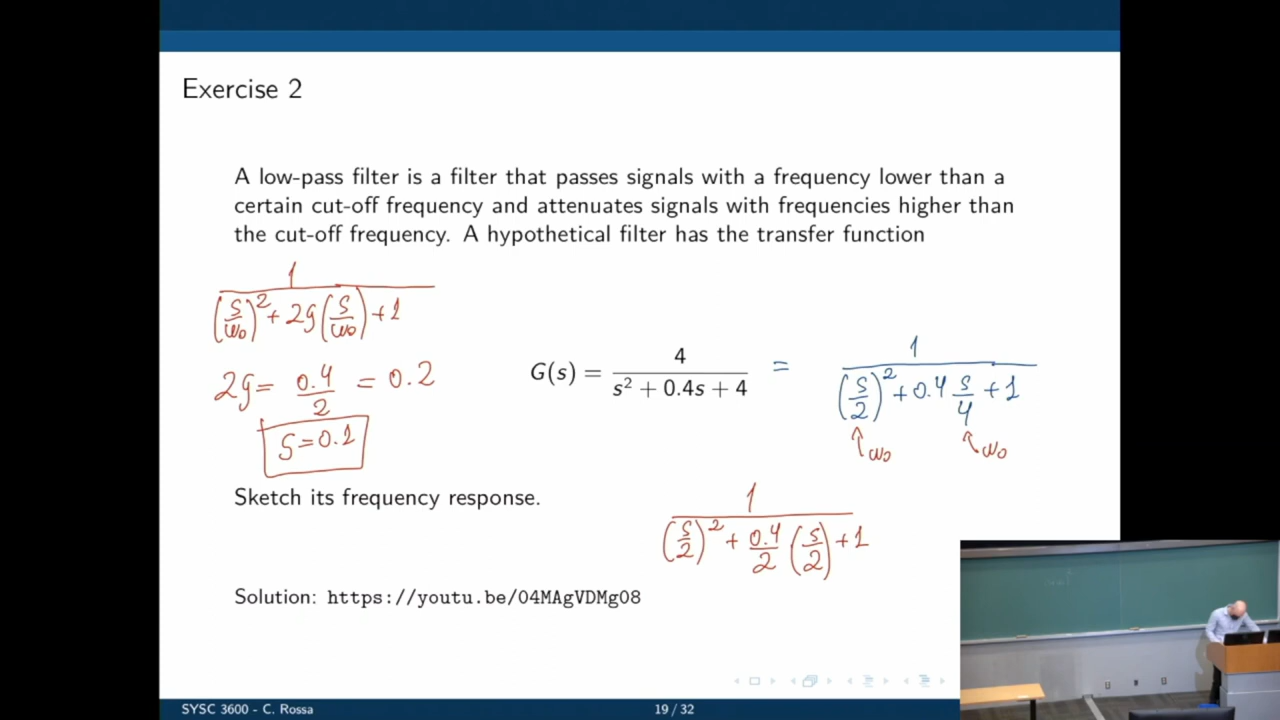 Exercise 2
A low-pass filter is a filter that passes signals with a frequency lower than a
certain cut-off frequency and attenuates signals with frequencies higher than
the cut-off frequency. A hypothetical filter has the transfer function
1
(s/ω₀)² + 2ζ(s/ω₀) + 1
2ζ = 0.4/2 = 0.2
ζ = 0.1
G(s) = 4/(s² + 0.4s + 4) = 1/((s/2)² + 0.4 s/4 + 1)
↑ω₀ ↑ω₀
Sketch its frequency response.
1
(s/2)² + 0.4/2 (s/2) + 1
Solution: https://youtu.be/04MAgVDMg08
SYSC 3600 - C. Rossa 19 / 32